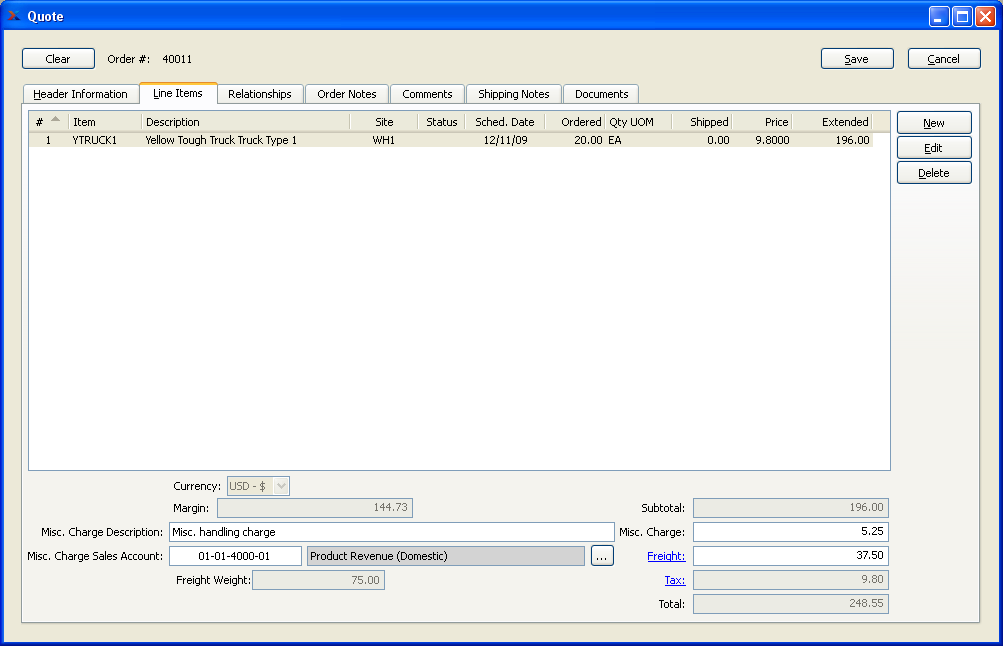 Quote
Clear Order #: 40011 Save Cancel
Header Information Line Items Relationships Order Notes Comments Shipping Notes Documents
# Item Description Site Status Sched. Date Ordered Qty UOM Shipped Price Extended
1 YTRUCK1 Yellow Tough Truck Truck Type 1 WH1 12/11/09 20.00 EA 0.00 9.8000 196.00
New
Edit
Delete
Currency: USD - $
Margin: 144.73 Subtotal: 196.00
Misc. Charge Description: Misc. handling charge Misc. Charge: 5.25
Misc. Charge Sales Account: 01-01-4000-01 Product Revenue (Domestic) ... Freight: 37.50
Freight Weight: 75.00 Tax: 9.80
Total: 248.55